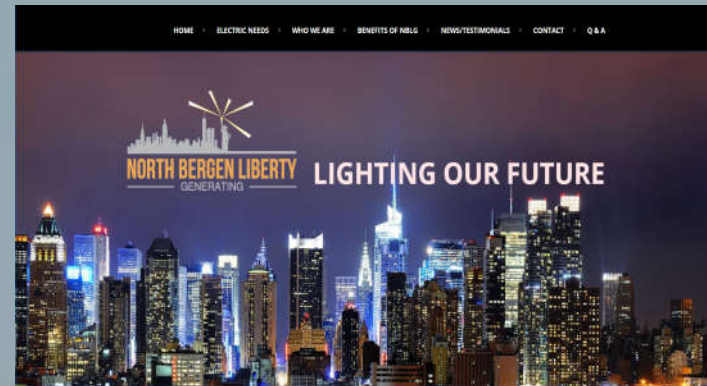 HOME ELECTRIC NEEDS WHO WE ARE BENEFITS OF NBLG NEWS/TESTIMONIALS CONTACT Q & A
NORTH BERGEN LIBERTY
GENERATING
LIGHTING OUR FUTURE